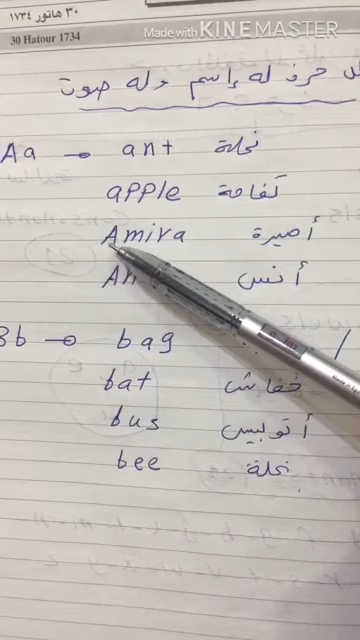 ٣٠ هاتور ١٧٣٤
30 Hatour 1734
Made with KINEMASTER
حرف له إسم وله صوت
Aa → ant نملة
apple تفاحة
Amira أميرة
أنس
Bb → bag
bat خفاش
bus أتوبيس
bee نحلة